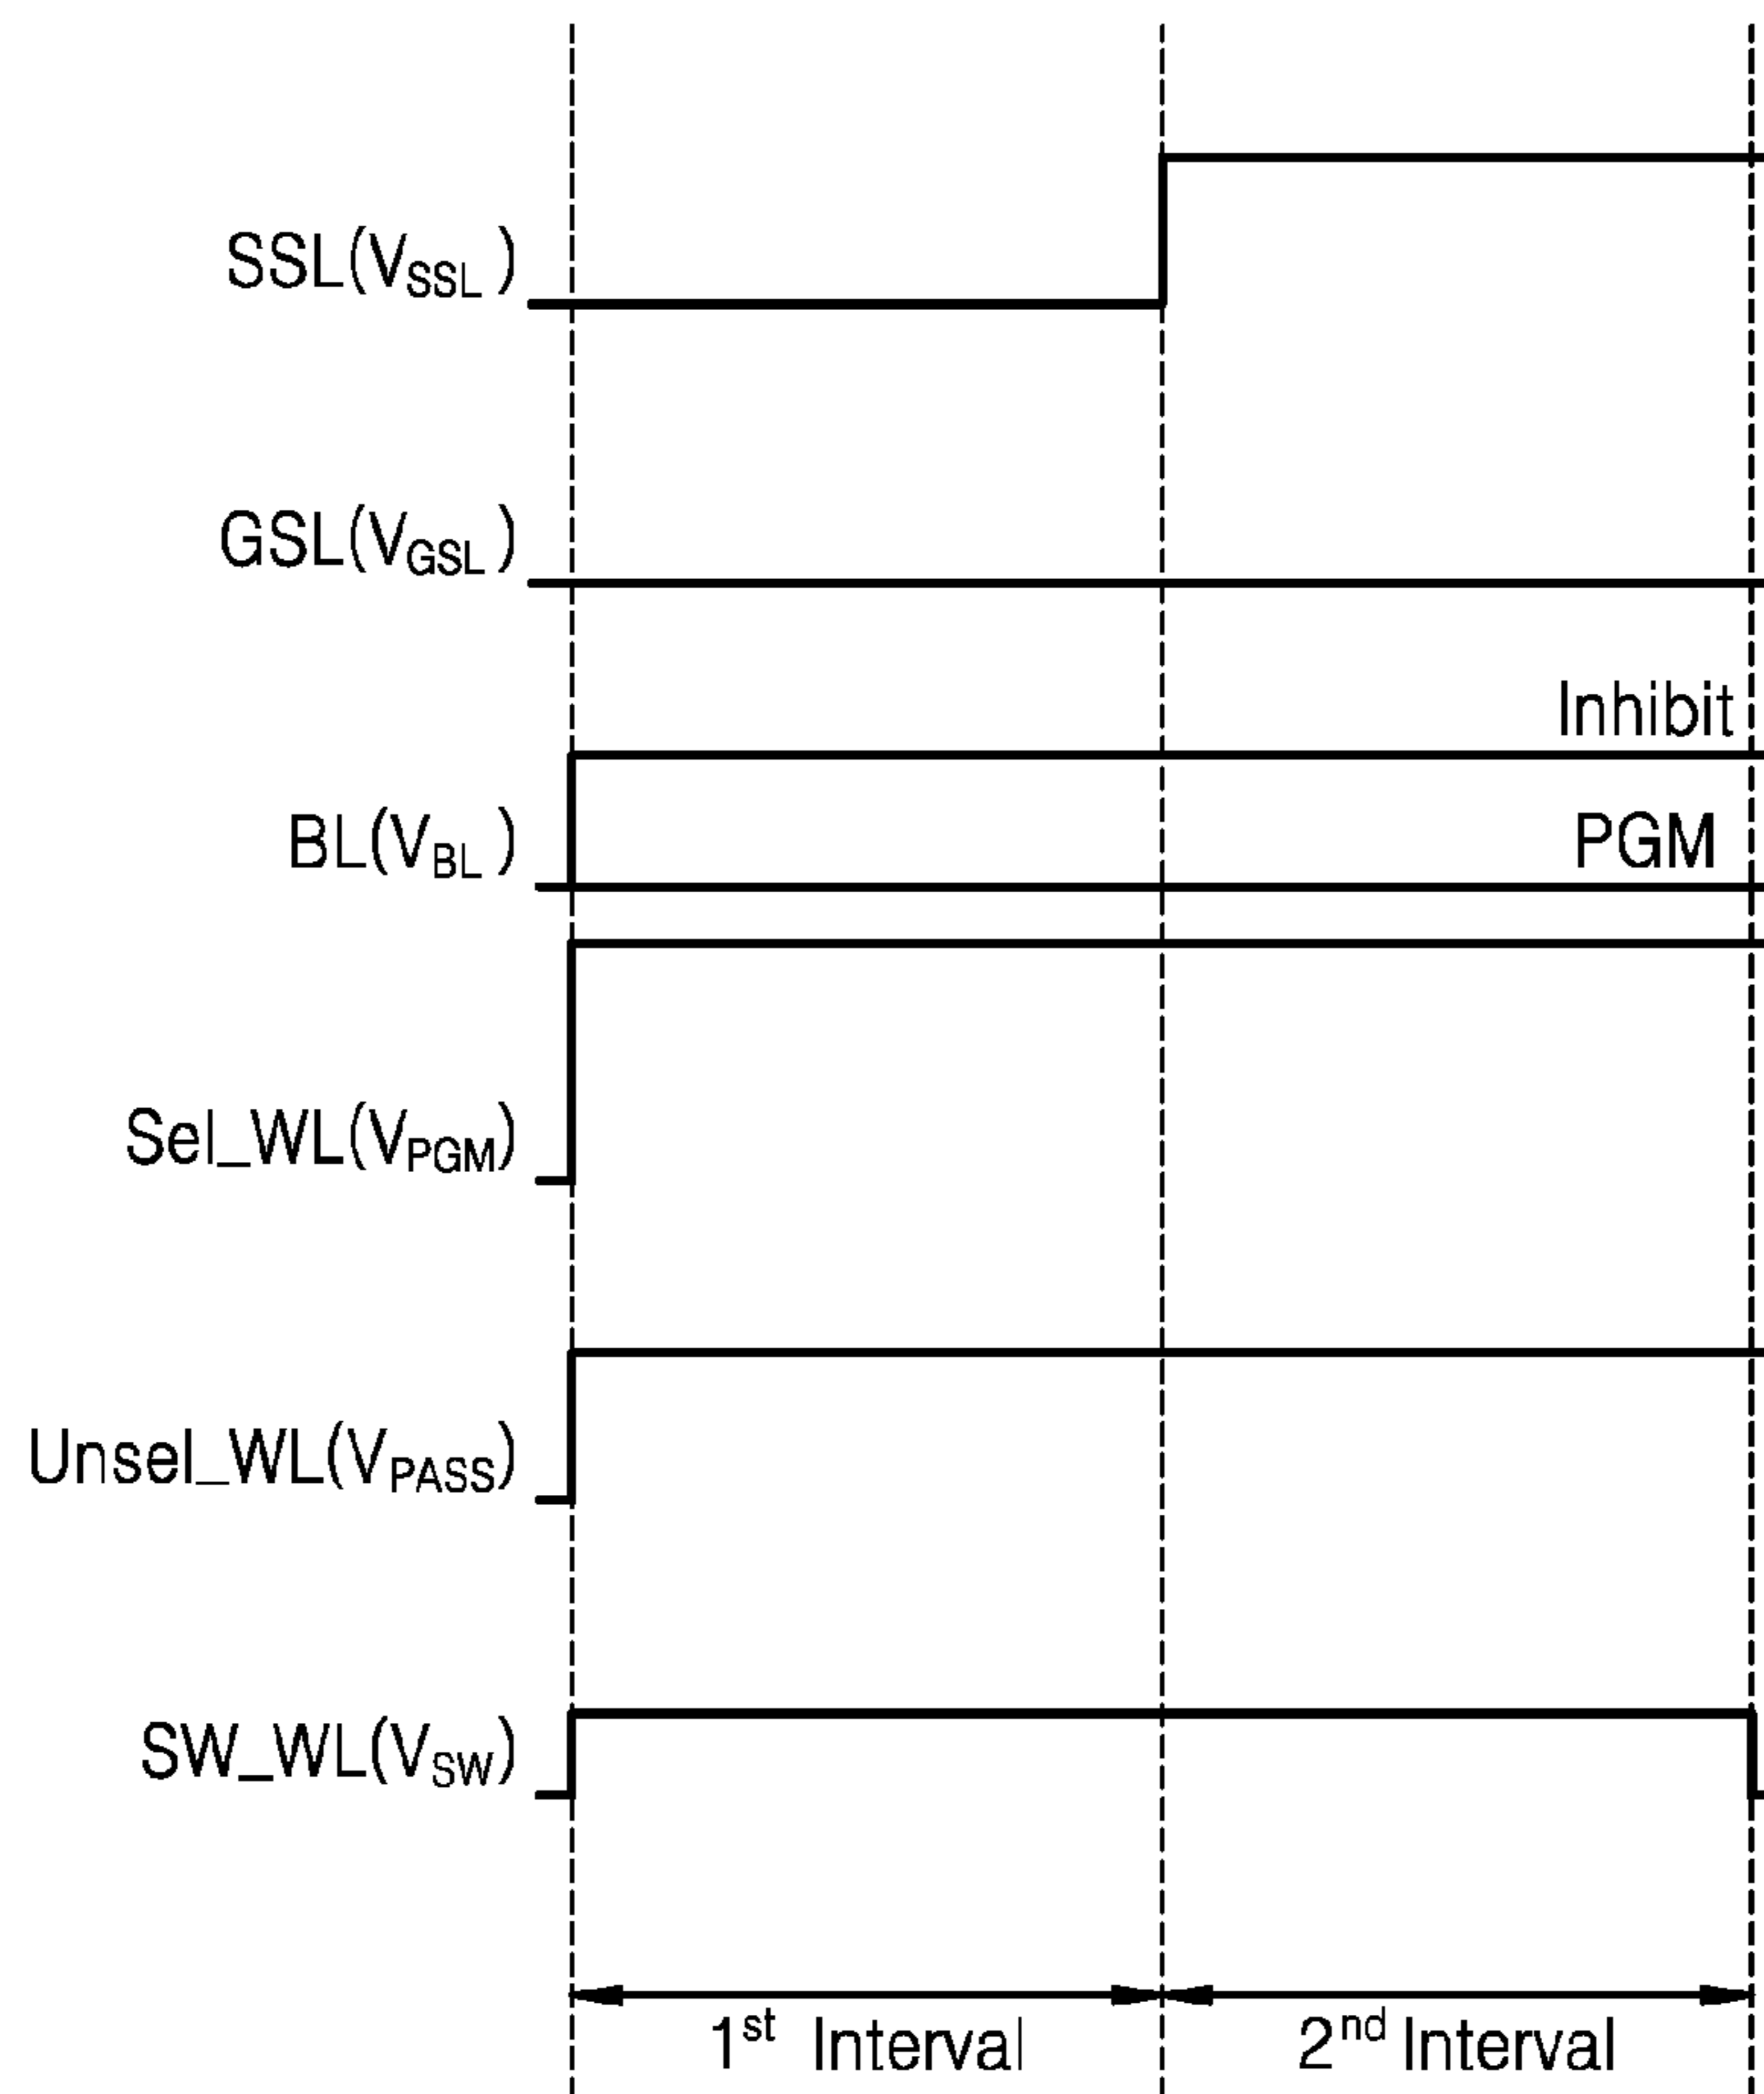 SSL(VSSL)
GSL(VGSL)
Inhibit
BL(VBL)
PGM
Sel_WL(VPGM)
Unsel_WL(VPASS)
SW_WL(VSW)
1st Interval
2nd Interval